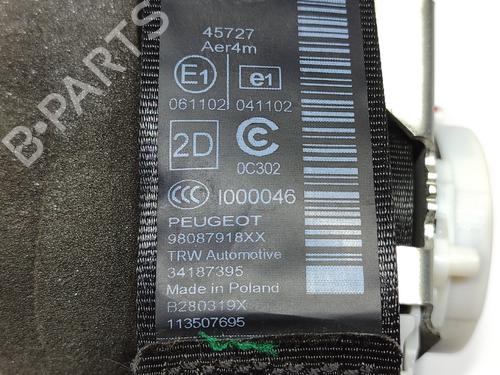 45727
Aer4m
E1
e1
061102
041102
2D
C
0C302
CCC
I000046
PEUGEOT
98087918XX
TRW Automotive
34187395
Made in Poland
B280319X
113507695
B-PARTS